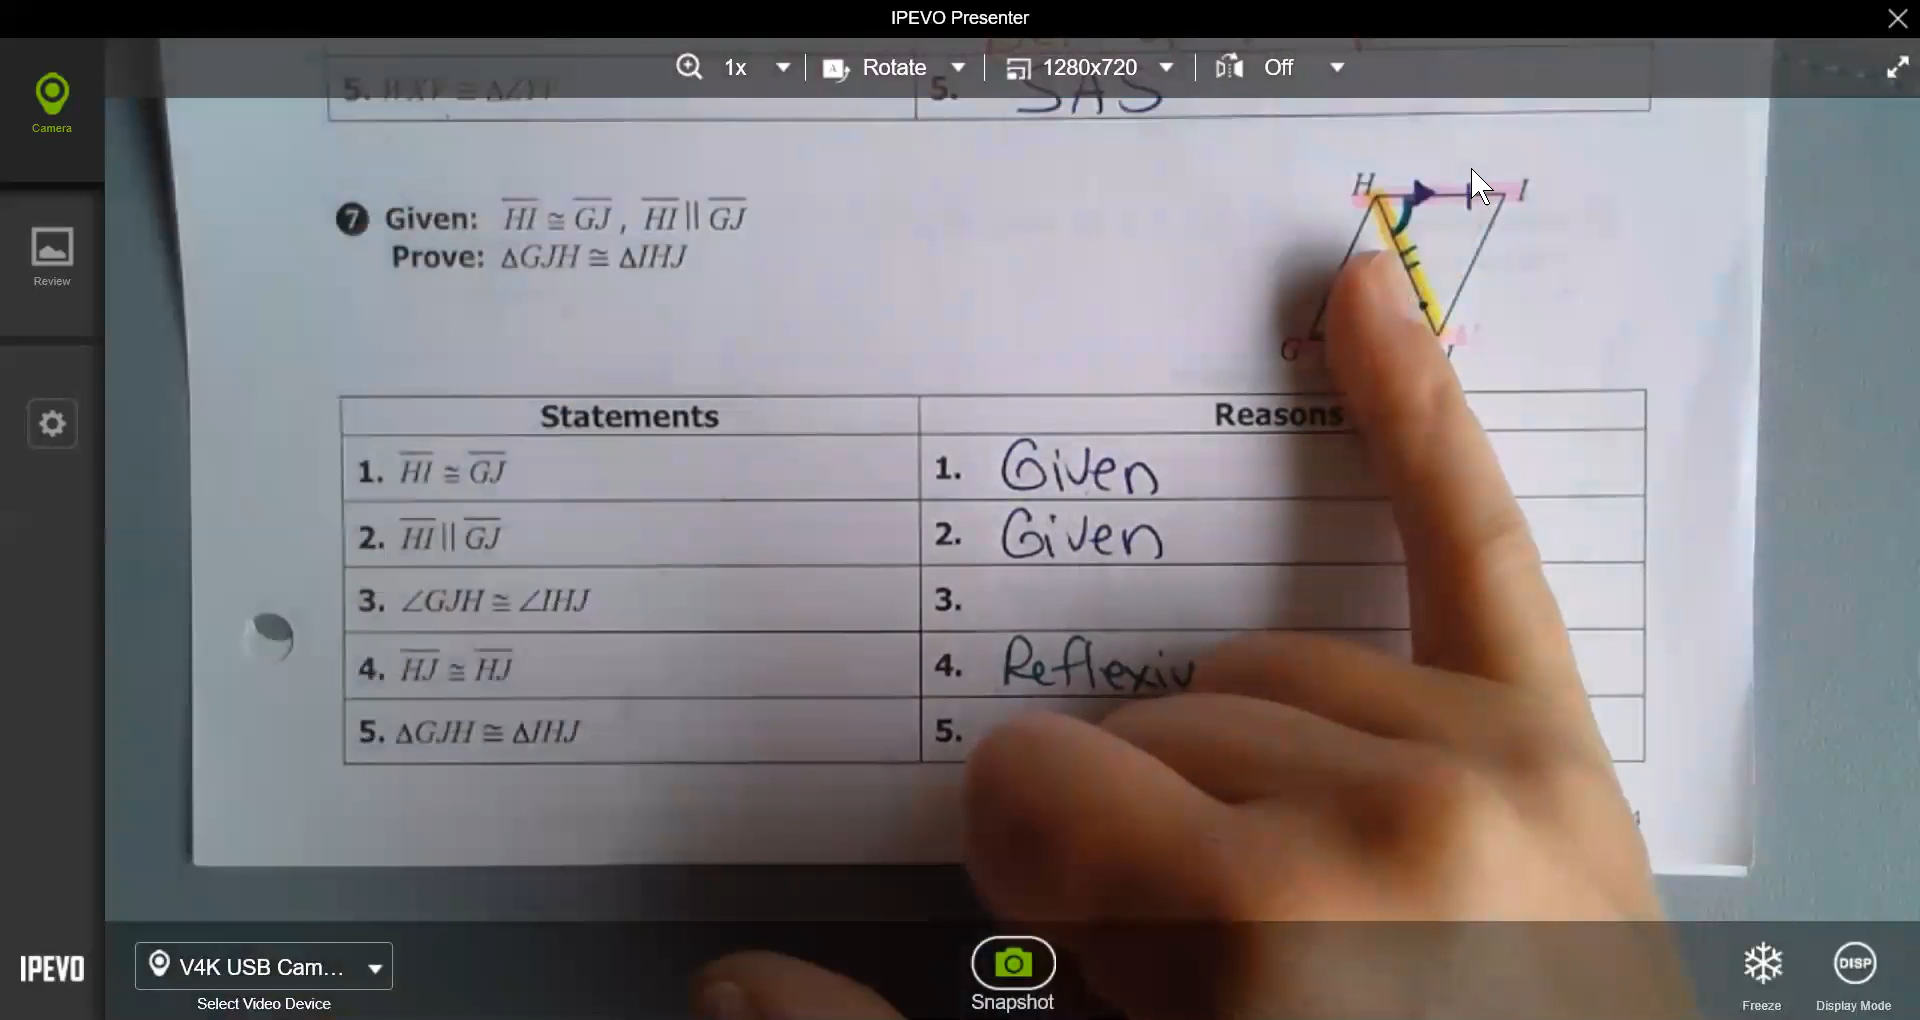 IPEVO Presenter
1x Rotate 1280x720 Off
Camera
5. 5. SAS
Review
7 Given: HI ≅ GJ, HI || GJ
Prove: ΔGJH ≅ ΔIHJ
H I
G J
Statements Reasons
1. HI ≅ GJ 1. Given
2. HI || GJ 2. Given
3. ∠GJH ≅ ∠IHJ 3.
4. HJ ≅ HJ 4. Reflexiv
5. ΔGJH ≅ ΔIHJ 5.
IPEVO
V4K USB Cam...
Select Video Device
Snapshot
Freeze
DISP
Display Mode